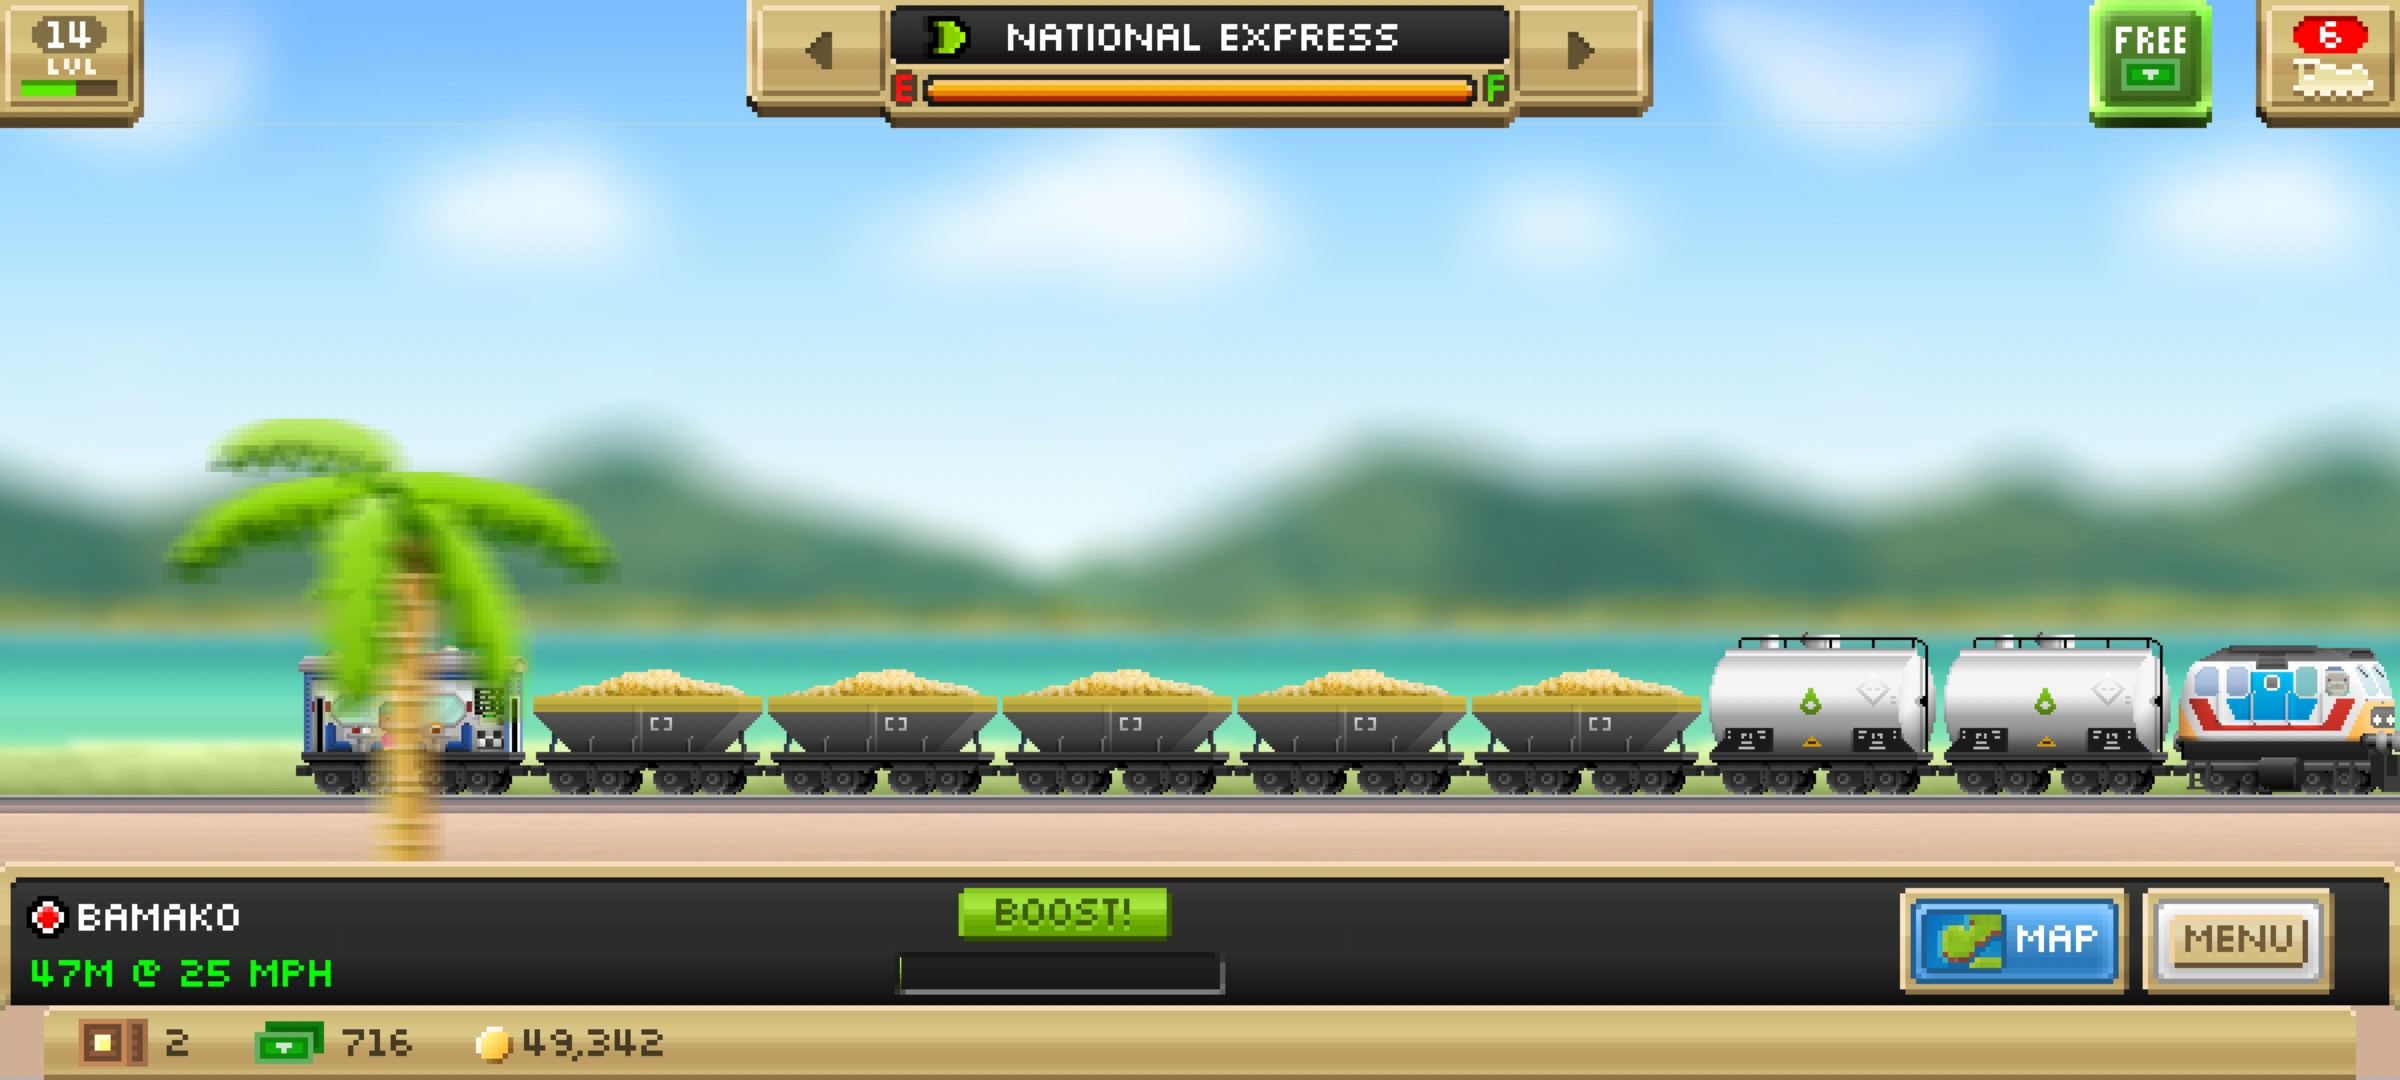 14
LVL
NATIONAL EXPRESS
E
F
FREE
6
BAMAKO
47M @ 25 MPH
BOOST!
MAP
MENU
2
716
49,342